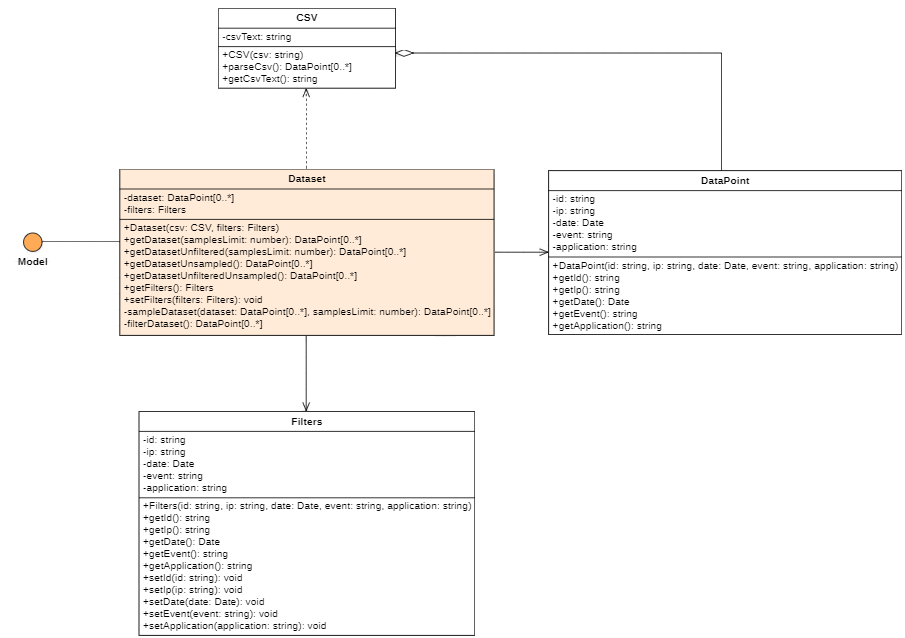 CSV
-csvText: string
+CSV(csv: string)
+parseCsv(): DataPoint[0..*]
+getCsvText(): string
Dataset
-dataset: DataPoint[0..*]
-filters: Filters
+Dataset(csv: CSV, filters: Filters)
+getDataset(samplesLimit: number): DataPoint[0..*]
+getDatasetUnfiltered(samplesLimit: number): DataPoint[0..*]
+getDatasetUnsampled(): DataPoint[0..*]
+getDatasetUnfilteredUnsampled(): DataPoint[0..*]
+getFilters(): Filters
+setFilters(filters: Filters): void
-sampleDataset(dataset: DataPoint[0..*], samplesLimit: number): DataPoint[0..*]
-filterDataset(): DataPoint[0..*]
Model
DataPoint
-id: string
-ip: string
-date: Date
-event: string
-application: string
+DataPoint(id: string, ip: string, date: Date, event: string, application: string)
+getId(): string
+getIp(): string
+getDate(): Date
+getEvent(): string
+getApplication(): string
Filters
-id: string
-ip: string
-date: Date
-event: string
-application: string
+Filters(id: string, ip: string, date: Date, event: string, application: string)
+getId(): string
+getIp(): string
+getDate(): Date
+getEvent(): string
+getApplication(): string
+setId(id: string): void
+setIp(ip: string): void
+setDate(date: Date): void
+setEvent(event: string): void
+setApplication(application: string): void